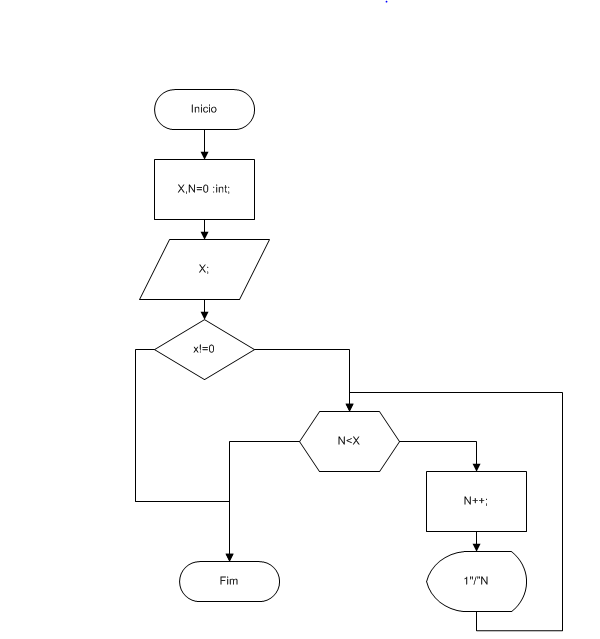 Inicio
X,N=0 :int;
X;
x!=0
N<X
N++;
1"/"N
Fim